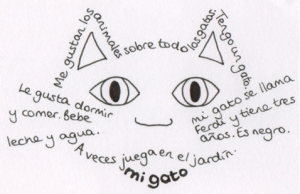 Me gustan los animales sobre todo los gatos. Tengo un gato.
mi gato se llama
Ferdi y tiene tres
años. Es negro.
Le gusta dormir
y comer. Bebe
leche y agua.
A veces juega en el jardín.
mi gato